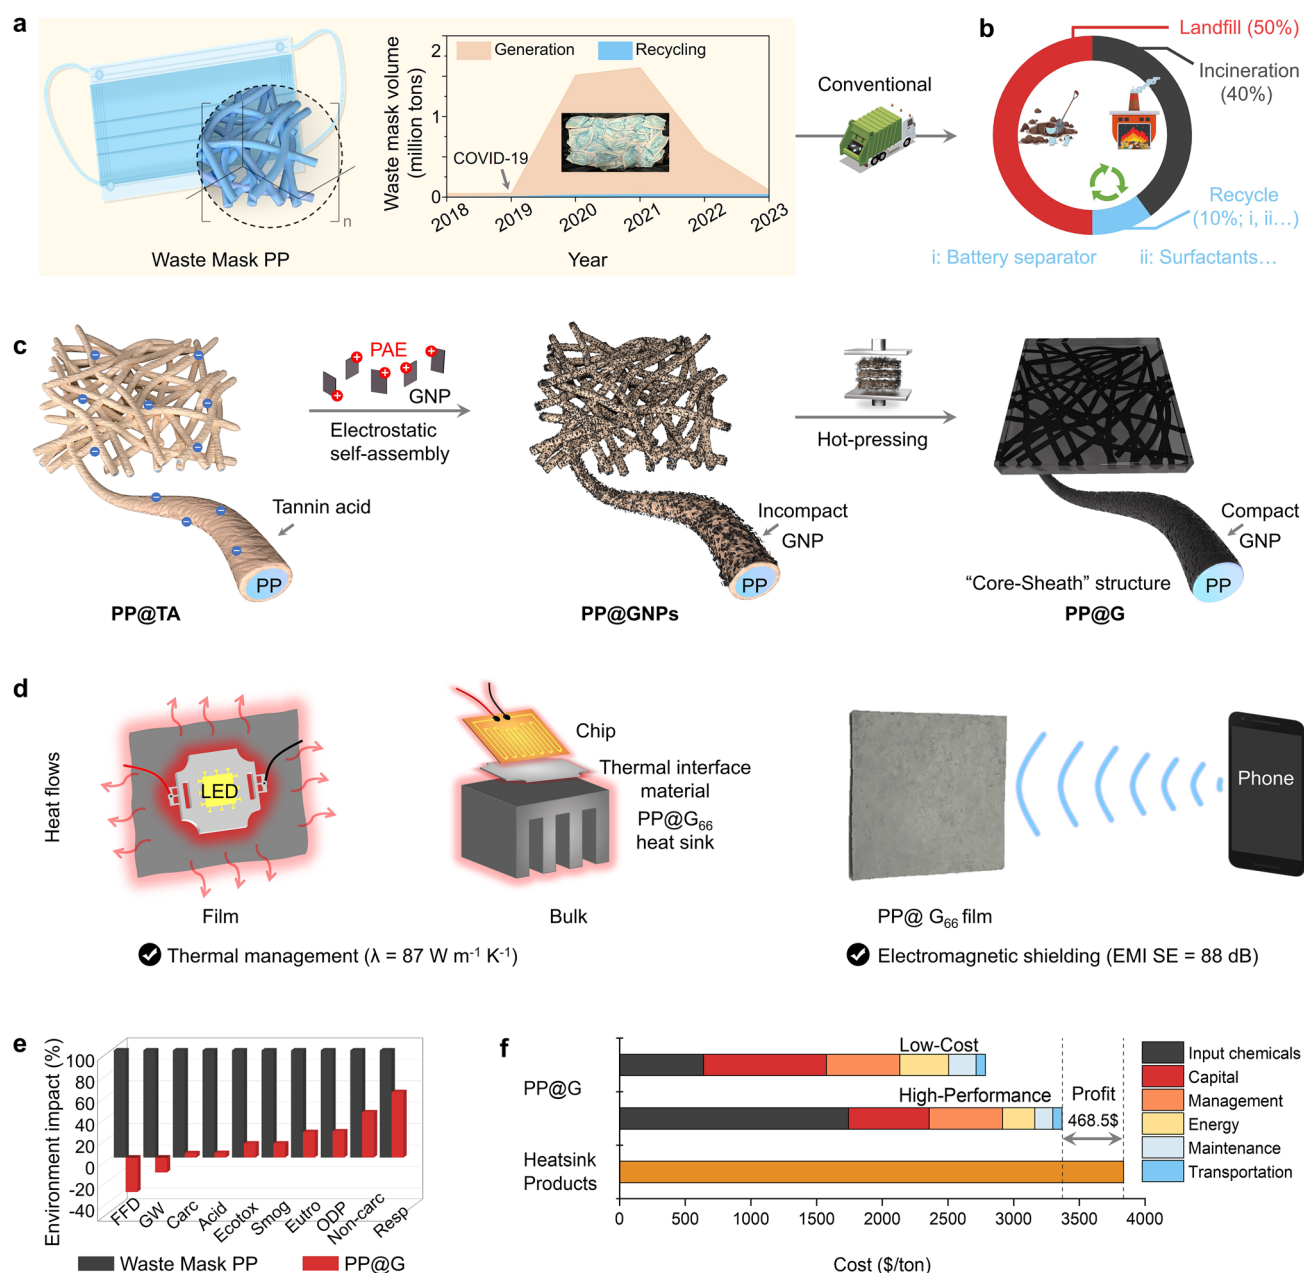 a
Generation
Recycling
2
1
0
Waste mask volume
(million tons)
COVID-19
2018
2019
2020
2021
2022
2023
Year
n
Waste Mask PP
Conventional
b
Landfill (50%)
Incineration
(40%)
Recycle
(10%; i, ii...)
i: Battery separator
ii: Surfactants...
c
PAE
GNP
Electrostatic
self-assembly
Hot-pressing
Tannin acid
PP
PP@TA
Incompact
GNP
PP
PP@GNPs
Compact
GNP
"Core-Sheath" structure
PP
PP@G
d
Heat flows
LED
Film
Chip
Thermal interface
material
PP@G₆₆
heat sink
Bulk
Phone
PP@ G₆₆ film
Thermal management (λ = 87 W m⁻¹ K⁻¹)
Electromagnetic shielding (EMI SE = 88 dB)
e
Environment impact (%)
100
80
60
40
20
0
-20
-40
FFD
GW
Carc
Acid
Ecotox
Smog
Eutro
ODP
Non-carc
Resp
Waste Mask PP
PP@G
f
Low-Cost
PP@G
High-Performance
Profit
468.5$
Heatsink
Products
0
500
1000
1500
2000
2500
3000
3500
4000
Cost ($/ton)
Input chemicals
Capital
Management
Energy
Maintenance
Transportation